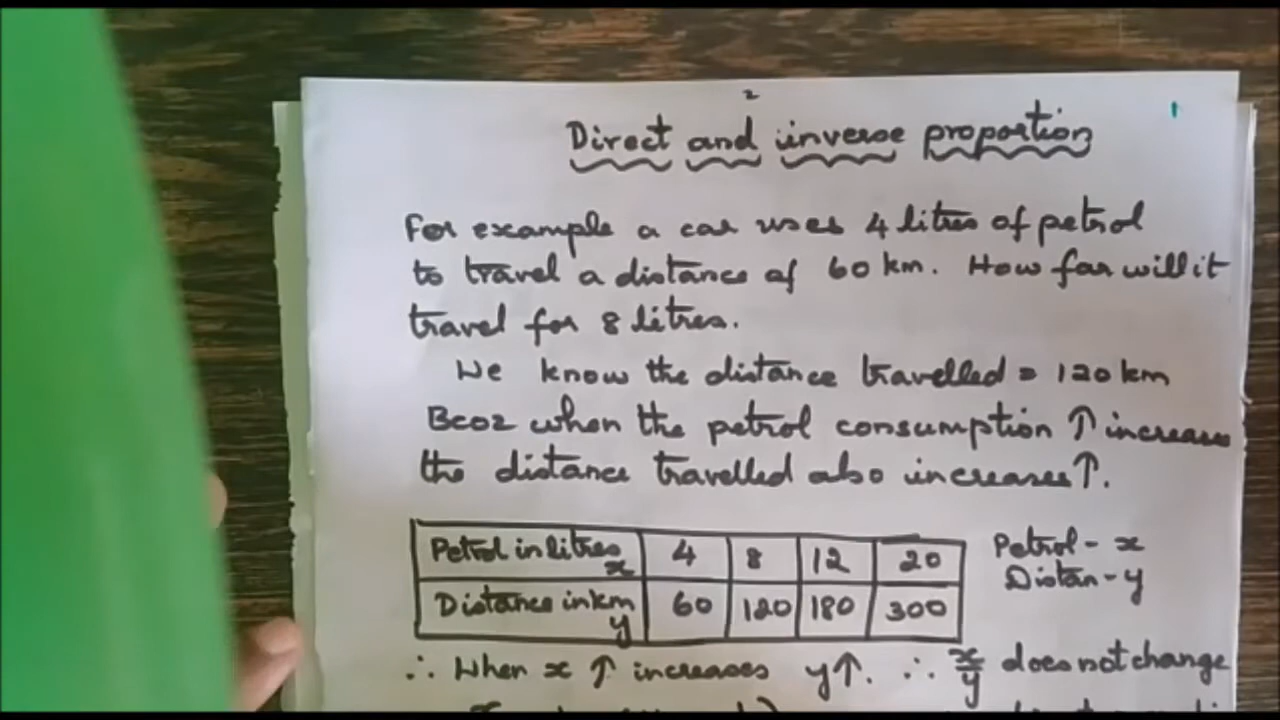 Direct and inverse proportion
For example a car uses 4 litres of petrol
to travel a distance of 60 km. How far will it
travel for 8 litres.
We know the distance travelled = 120 km
Bcoz when the petrol consumption ↑ increases
the distance travelled also increases ↑.
Petrol in litres x 4 8 12 20
Distance in km y 60 120 180 300
Petrol - x
Distan - y
∴ When x ↑ increases y ↑. ∴ x/y does not change